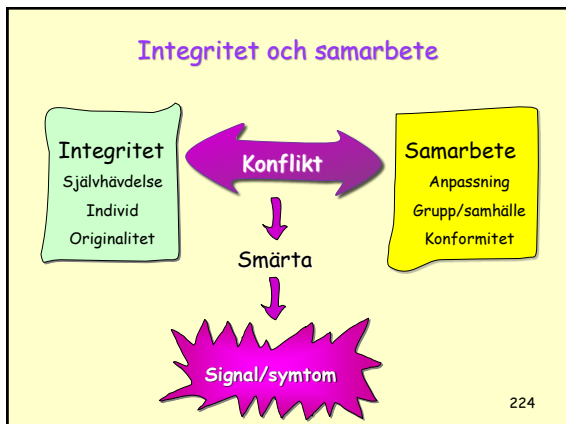 Integritet och samarbete
Integritet
Självhävdelse
Individ
Originalitet
Konflikt
Samarbete
Anpassning
Grupp/samhälle
Konformitet
Smärta
Signal/symtom
224